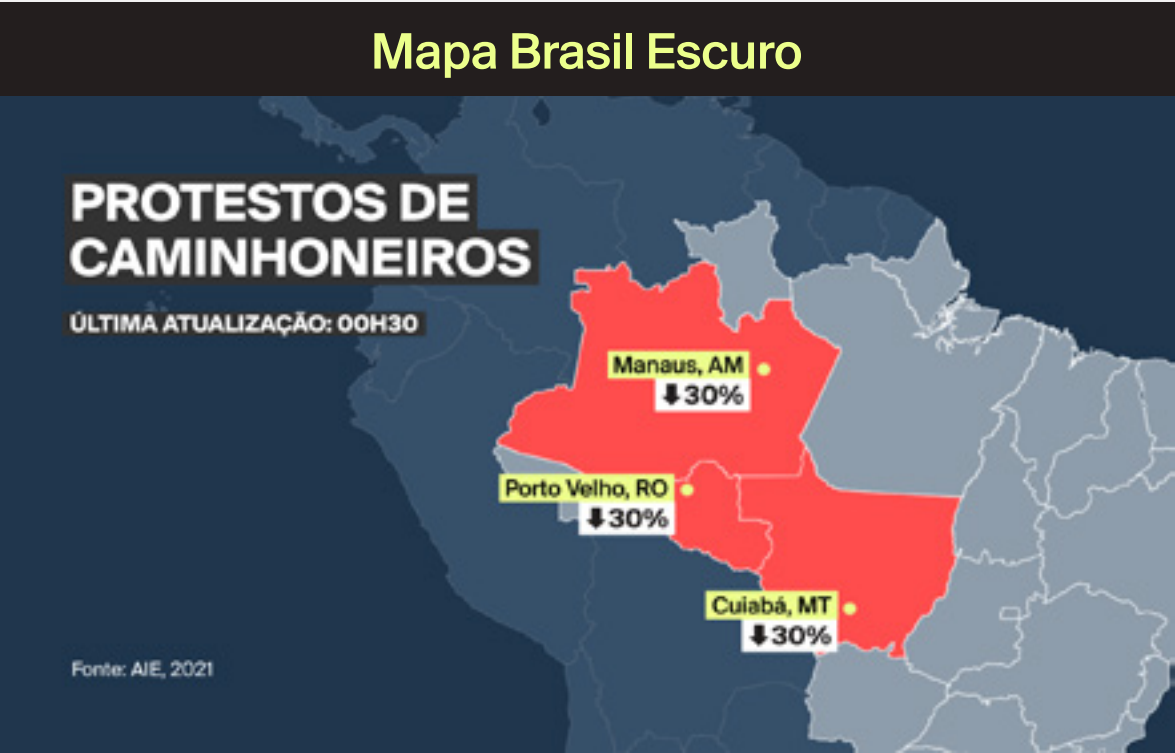 Mapa Brasil Escuro
PROTESTOS DE
CAMINHONEIROS
ÚLTIMA ATUALIZAÇÃO: 00H30
Manaus, AM
⬇30%
Porto Velho, RO
⬇30%
Cuiabá, MT
⬇30%
Fonte: AIE, 2021